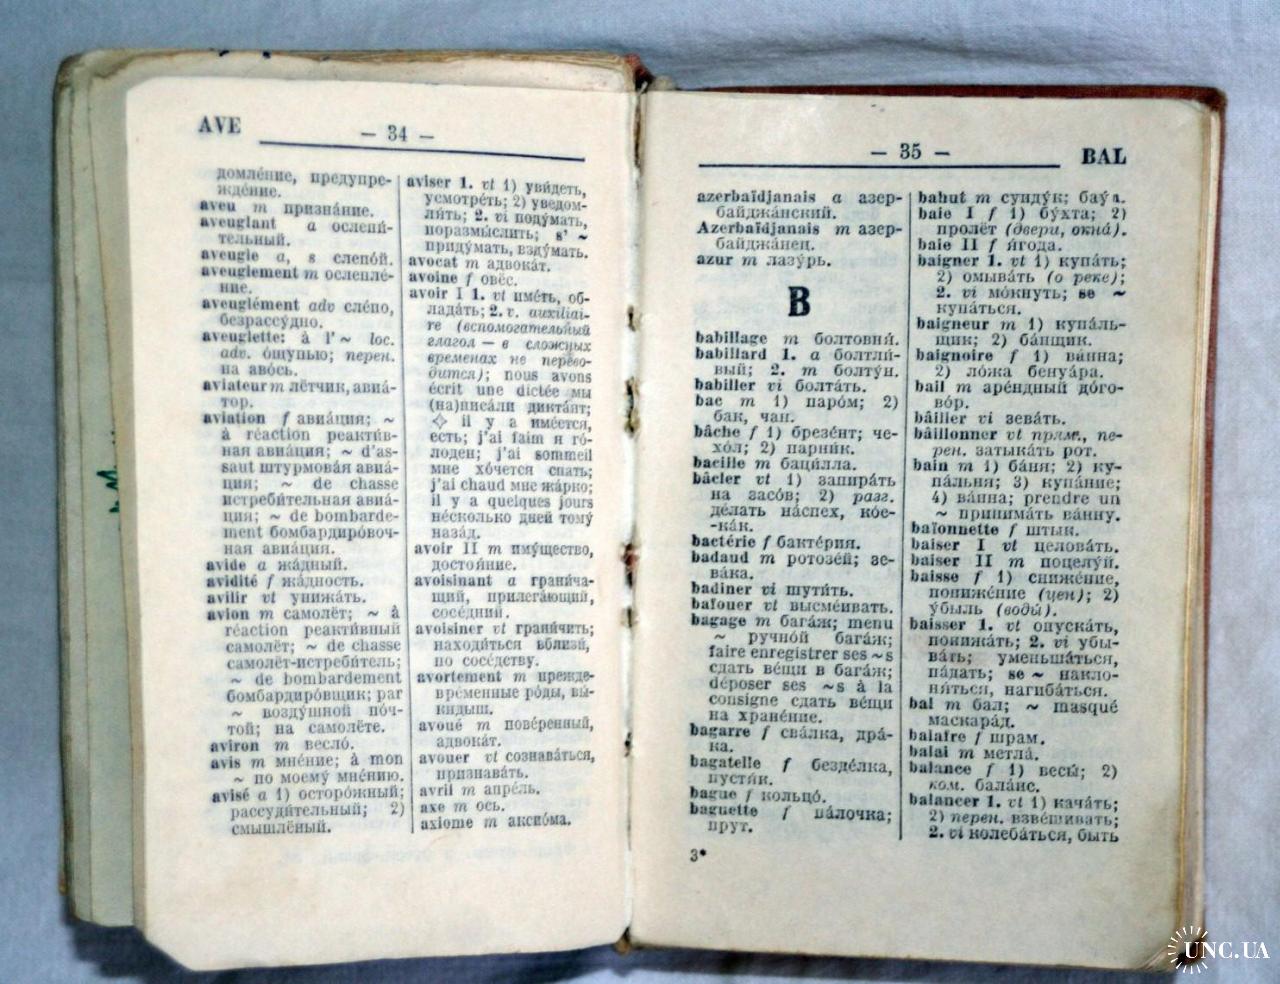 AVE
— 34 —
домле́ние, предупре-
жде́ние.
aveu m призна́ние.
aveuglant a ослепи́-
тельный.
aveugle a, s слепо́й.
aveuglement m ослепле́-
ние.
aveuglément adv сле́по,
безрассу́дно.
aveuglette: à l'~ loc.
adv. о́щупью; перен.
на аво́сь.
aviateur m лётчик, авиа́-
тор.
aviation f авиа́ция; ~
à réaction реакти́в-
ная авиа́ция; ~ d'as-
saut штурмова́я авиа́-
ция; ~ de chasse
истреби́тельная авиа́-
ция; ~ de bombarde-
ment бомбардиро́воч-
ная авиа́ция.
avide a жа́дный.
avidité f жа́дность.
avilir vt унижа́ть.
avion m самолёт; ~ à
réaction реакти́вный
самолёт; ~ de chasse
самолёт-истреби́тель;
~ de bombardement
бомбардиро́вщик; par
~ возду́шной по́ч-
той; на самолёте.
aviron m весло́.
avis m мне́ние; à mon
~ по моему́ мне́нию.
avisé a 1) осторо́жный;
рассуди́тельный; 2)
смышлёный.
aviser 1. vt 1) уви́деть,
усмотре́ть; 2) уведом-
ли́ть; 2. vi поду́мать,
поразмы́слить; s' ~
приду́мать, взду́мать.
avocat m адвока́т.
avoine f овёс.
avoir I 1. vt име́ть, об-
лада́ть; 2. v. auxiliai-
re (вспомогательный
глагол — в сложных
временах не перево-
дится); nous avons
écrit une dictée мы
(на)писа́ли дикта́нт;
◇ il y a име́ется,
есть; j'ai faim я го́-
лоден; j'ai sommeil
мне хо́чется спать;
j'ai chaud мне жа́рко;
il y a quelques jours
не́сколько дней тому́
наза́д.
avoir II m иму́щество,
достоя́ние.
avoisinant a грани́ча-
щий, прилега́ющий,
сосе́дний.
avoisiner vt грани́чить;
находи́ться вблизи́,
по сосе́дству.
avortement m прежде-
вре́менные ро́ды, вы́-
кидыш.
avoué m пове́ренный,
адвока́т.
avouer vt сознава́ться,
признава́ть.
avril m апре́ль.
axe m ось.
axiome m аксио́ма.
— 35 —
BAL
azerbaïdjanais a азер-
байджа́нский.
Azerbaïdjanais m азер-
байджа́нец.
azur m лазу́рь.
B
babillage m болтовня́.
babillard 1. a болтли́-
вый; 2. m болту́н.
babiller vi болта́ть.
bac m 1) паро́м; 2)
бак, чан.
bâche f 1) брезе́нт; че-
хо́л; 2) парни́к.
bacille m баци́лла.
bâcler vt 1) запира́ть
на засо́в; 2) разг.
де́лать на́спех, ко́е-
-ка́к.
bactérie f бакте́рия.
badaud m ротозе́й; зе-
ва́ка.
badiner vi шути́ть.
bafouer vt высме́ивать.
bagage m бага́ж; menu
~ ручно́й бага́ж;
faire enregistrer ses ~s
сдать ве́щи в бага́ж;
déposer ses ~s à la
consigne сдать ве́щи
на хране́ние.
bagarre f сва́лка, дра́-
ка.
bagatelle f безде́лка,
пустя́к.
bague f кольцо́.
baguette f па́лочка;
прут.
3*
bahut m сунду́к; бау́л.
baie I f 1) бу́хта; 2)
пролёт (двери, окна).
baie II f я́года.
baigner 1. vt 1) купа́ть;
2) омыва́ть (о реке);
2. vi мо́кнуть; se ~
купа́ться.
baigneur m 1) купа́ль-
щик; 2) ба́нщик.
baignoire f 1) ва́нна;
2) ло́жа бенуа́ра.
bail m аре́ндный до́го-
во́р.
bâiller vi зева́ть.
bâillonner vt прям., пе-
рен. затыка́ть рот.
bain m 1) ба́ня; 2) ку-
па́льня; 3) купа́ние;
4) ва́нна; prendre un
~ принима́ть ва́нну.
baïonnette f штык.
baiser I vt целова́ть.
baiser II m поцелу́й.
baisse f 1) сниже́ние,
пониже́ние (цен); 2)
у́быль (воды́).
baisser 1. vt опуска́ть,
понижа́ть; 2. vi убы-
ва́ть; уменьша́ться,
па́дать; se ~ накло-
ни́ться, нагиба́ться.
bal m бал; ~ masqué
маскара́д.
balafre f шрам.
balai m метла́.
balance f 1) весы́; 2)
ком. бала́нс.
balancer 1. vt 1) кача́ть;
2) перен. взве́шивать;
2. vi колеба́ться, быть
UNC.UA